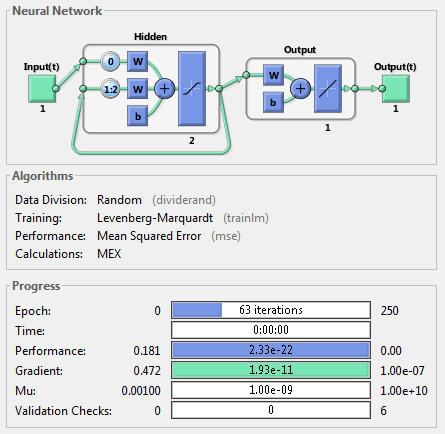 Neural Network
Hidden
Output
Input(t)
Output(t)
0
W
1:2
W
b
+
W
b
+
1
2
1
1
Algorithms
Data Division: Random (dividerand)
Training: Levenberg-Marquardt (trainlm)
Performance: Mean Squared Error (mse)
Calculations: MEX
Progress
Epoch: 0 63 iterations 250
Time: 0:00:00
Performance: 0.181 2.33e-22 0.00
Gradient: 0.472 1.93e-11 1.00e-07
Mu: 0.00100 1.00e-09 1.00e+10
Validation Checks: 0 0 6